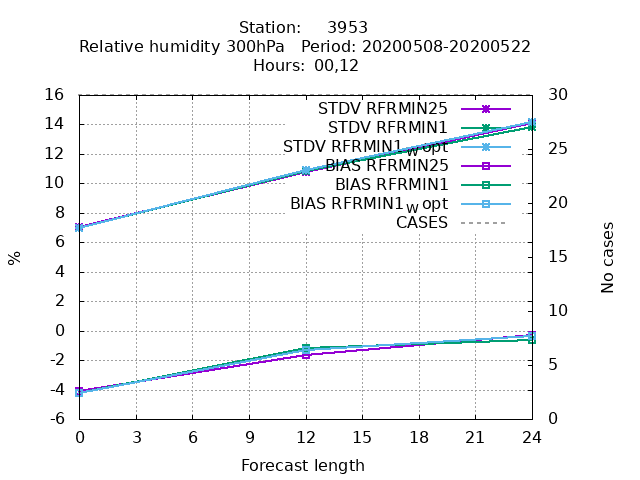 Station: 3953
Relative humidity 300hPa Period: 20200508-20200522
Hours: 00,12
STDV RFRMIN25
STDV RFRMIN1
STDV RFRMIN1_w opt
BIAS RFRMIN25
BIAS RFRMIN1
BIAS RFRMIN1_w opt
CASES
16
14
12
10
8
6
4
2
0
-2
-4
-6
%
30
25
20
15
10
5
0
No cases
0 3 6 9 12 15 18 21 24
Forecast length